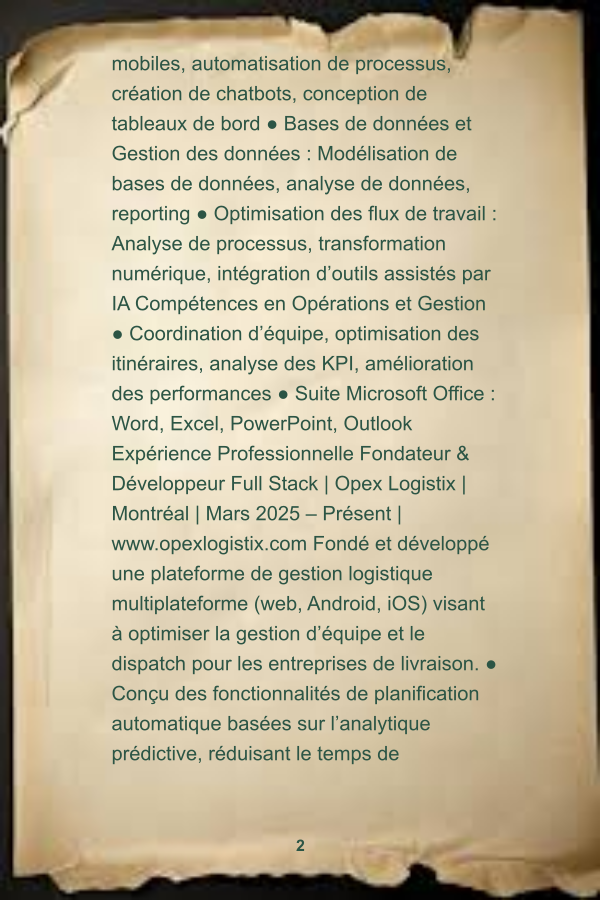 mobiles, automatisation de processus,
création de chatbots, conception de
tableaux de bord ● Bases de données et
Gestion des données : Modélisation de
bases de données, analyse de données,
reporting ● Optimisation des flux de travail :
Analyse de processus, transformation
numérique, intégration d’outils assistés par
IA Compétences en Opérations et Gestion
● Coordination d’équipe, optimisation des
itinéraires, analyse des KPI, amélioration
des performances ● Suite Microsoft Office :
Word, Excel, PowerPoint, Outlook
Expérience Professionnelle Fondateur &
Développeur Full Stack | Opex Logistix |
Montréal | Mars 2025 – Présent |
www.opexlogistix.com Fondé et développé
une plateforme de gestion logistique
multiplateforme (web, Android, iOS) visant
à optimiser la gestion d’équipe et le
dispatch pour les entreprises de livraison. ●
Conçu des fonctionnalités de planification
automatique basées sur l’analytique
prédictive, réduisant le temps de
2